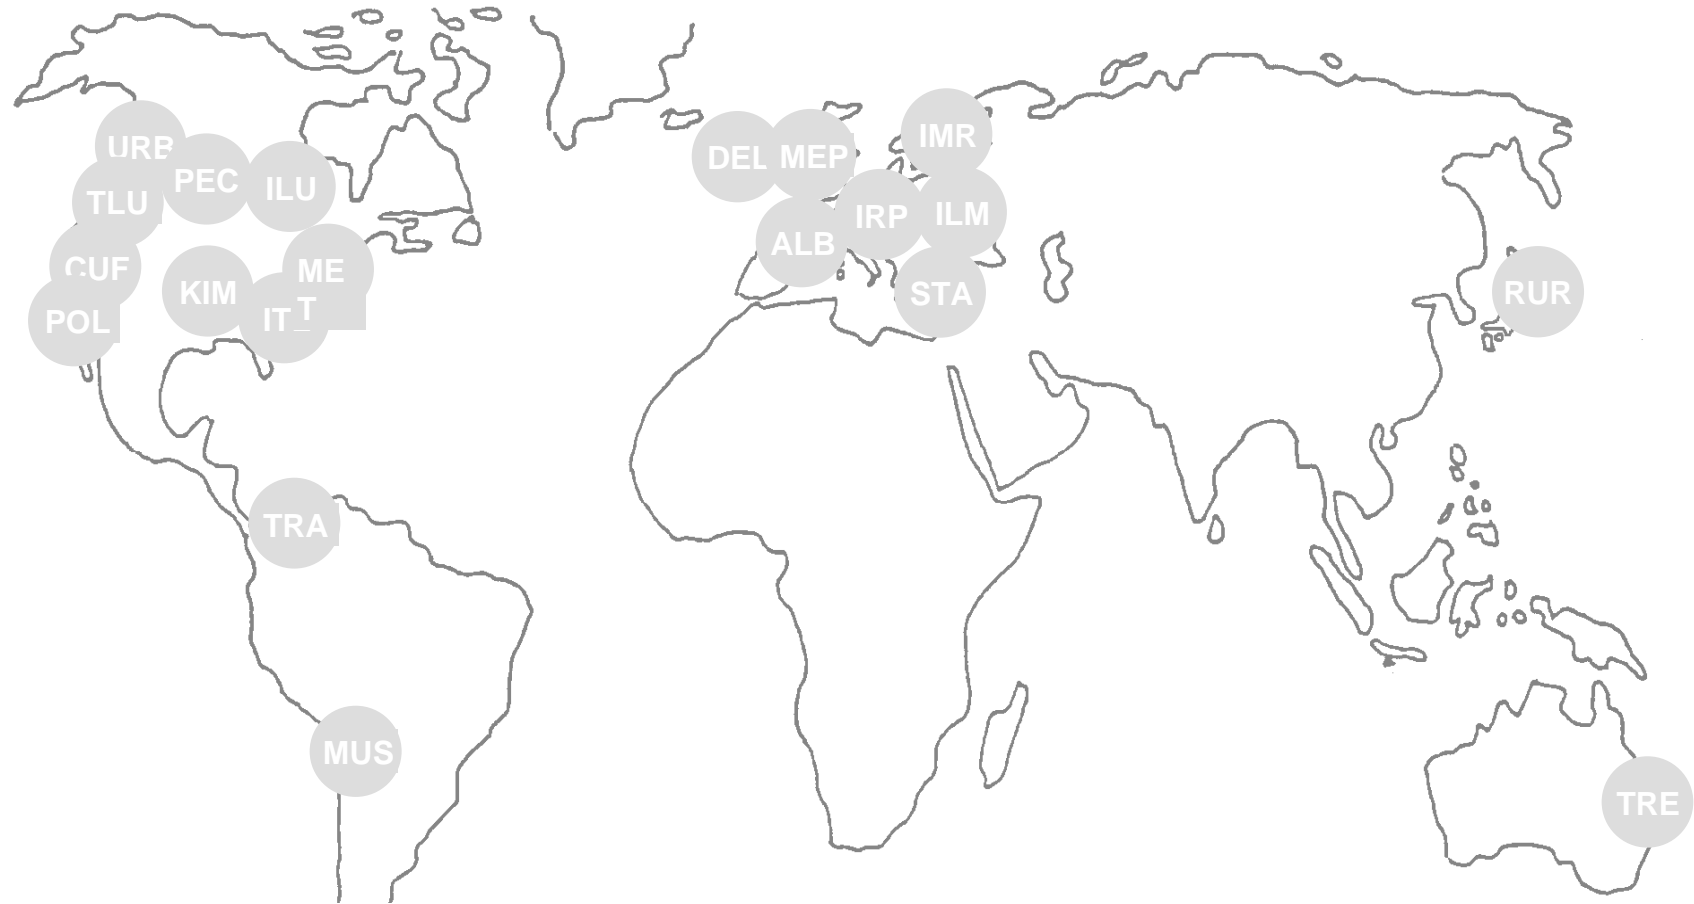 URB
PEC
ILU
TLU
CUF
POL
KIM
ME
T
IT
DEL
MEP
IMR
IRP
ILM
ALB
STA
RUR
TRA
MUS
TRE